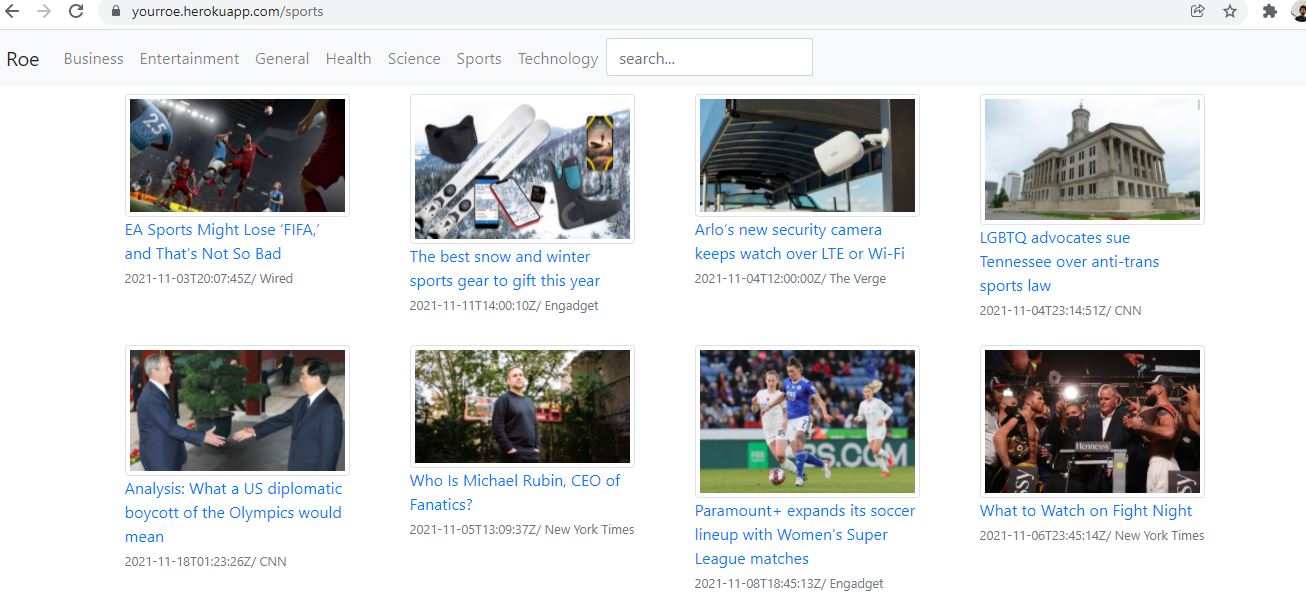 yourroe.herokuapp.com/sports
Roe Business Entertainment General Health Science Sports Technology search...
EA Sports Might Lose ‘FIFA,’
and That’s Not So Bad
2021-11-03T20:07:45Z/ Wired
The best snow and winter
sports gear to gift this year
2021-11-11T14:00:10Z/ Engadget
Arlo’s new security camera
keeps watch over LTE or Wi-Fi
2021-11-04T12:00:00Z/ The Verge
LGBTQ advocates sue
Tennessee over anti-trans
sports law
2021-11-04T23:14:51Z/ CNN
Analysis: What a US diplomatic
boycott of the Olympics would
mean
2021-11-18T01:23:26Z/ CNN
Who Is Michael Rubin, CEO of
Fanatics?
2021-11-05T13:09:37Z/ New York Times
S.COM
Paramount+ expands its soccer
lineup with Women's Super
League matches
2021-11-08T18:45:13Z/ Engadget
Hennessy
What to Watch on Fight Night
2021-11-06T23:45:14Z/ New York Times